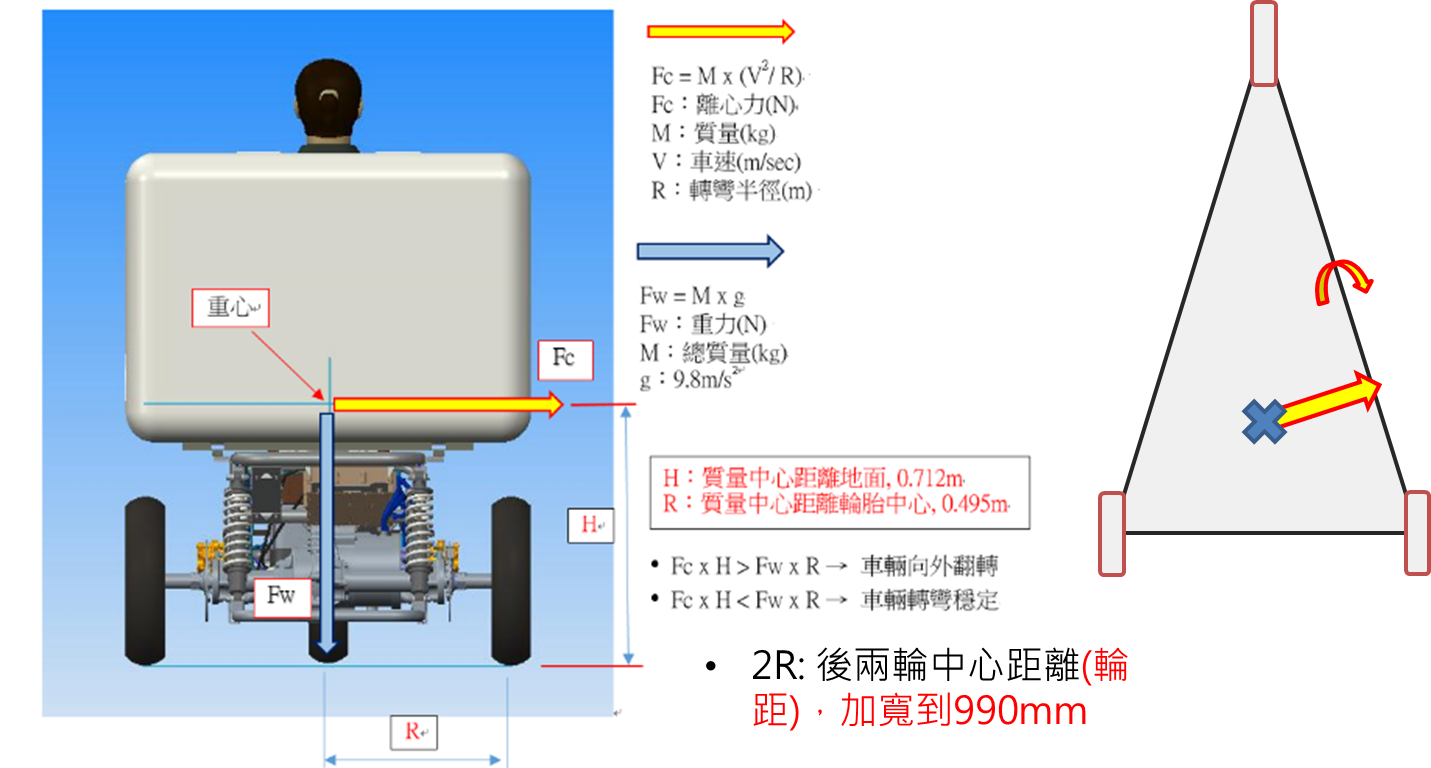 Fc = M x (V²/ R)
Fc：離心力(N)
M：質量(kg)
V：車速(m/sec)
R：轉彎半徑(m)
重心
Fc
Fw = M x g
Fw：重力(N)
M：總質量(kg)
g：9.8m/s²
H：質量中心距離地面, 0.712m
R：質量中心距離輪胎中心, 0.495m
H
Fw
• Fc x H > Fw x R → 車輛向外翻轉
• Fc x H < Fw x R → 車輛轉彎穩定
• 2R: 後兩輪中心距離(輪
距)，加寬到990mm
R